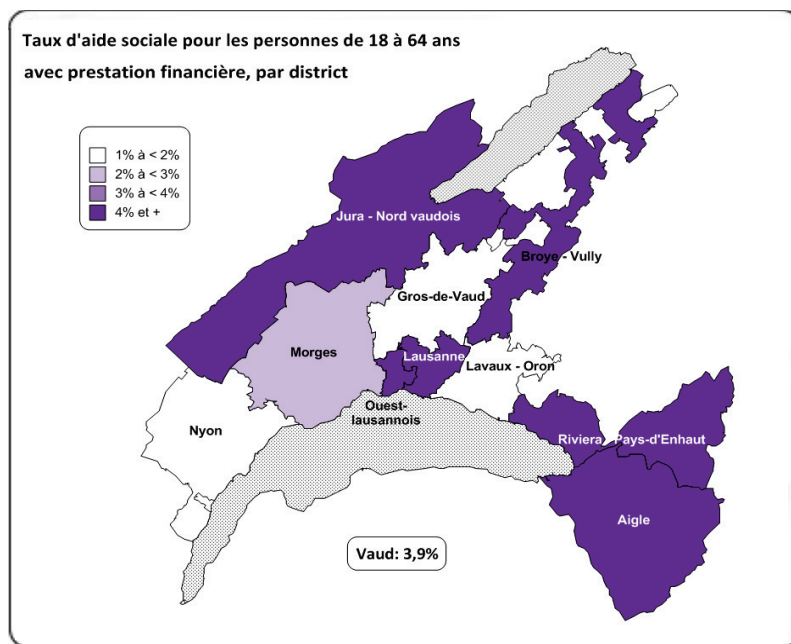 Taux d'aide sociale pour les personnes de 18 à 64 ans
avec prestation financière, par district
1% à < 2%
2% à < 3%
3% à < 4%
4% et +
Jura - Nord vaudois
Broye - Vully
Gros-de-Vaud
Morges
Lausanne
Lavaux - Oron
Ouest-
lausannois
Nyon
Riviera
Pays-d'Enhaut
Aigle
Vaud: 3,9%